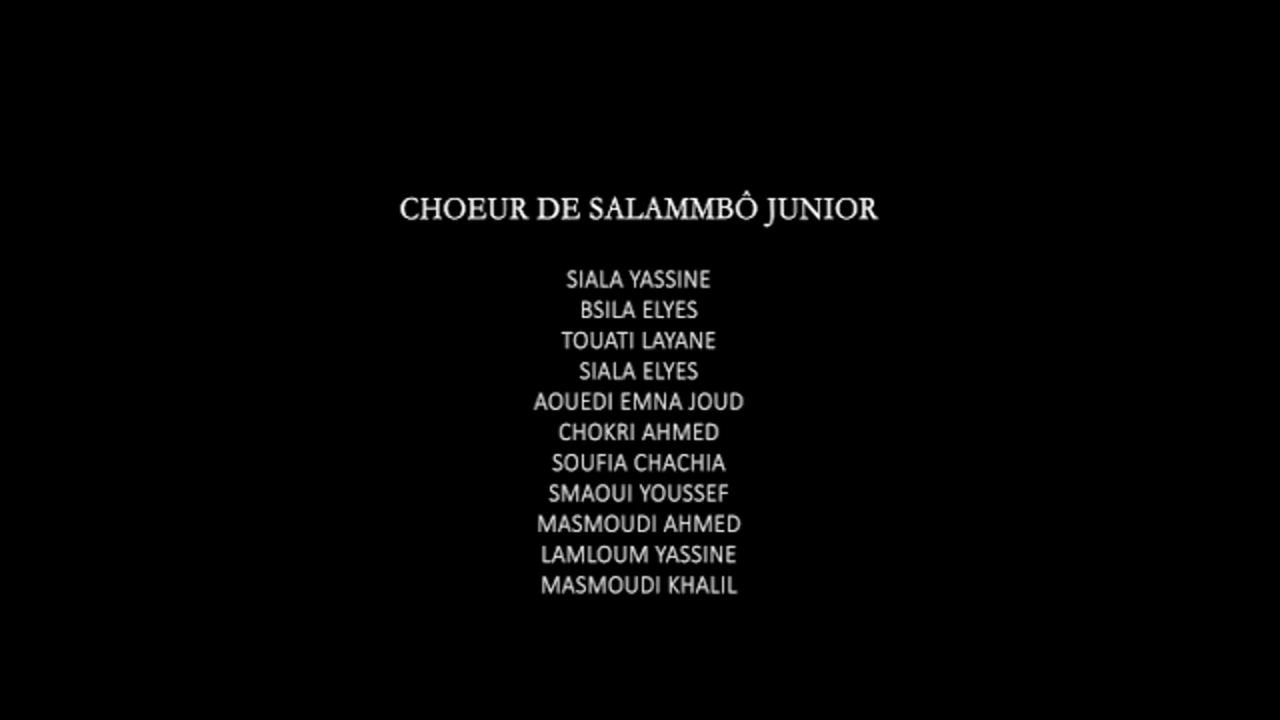 CHOEUR DE SALAMMBÔ JUNIOR
SIALA YASSINE
BSILA ELYES
TOUATI LAYANE
SIALA ELYES
AOUEDI EMNA JOUD
CHOKRI AHMED
SOUFIA CHACHIA
SMAOUI YOUSSEF
MASMOUDI AHMED
LAMLOUM YASSINE
MASMOUDI KHALIL